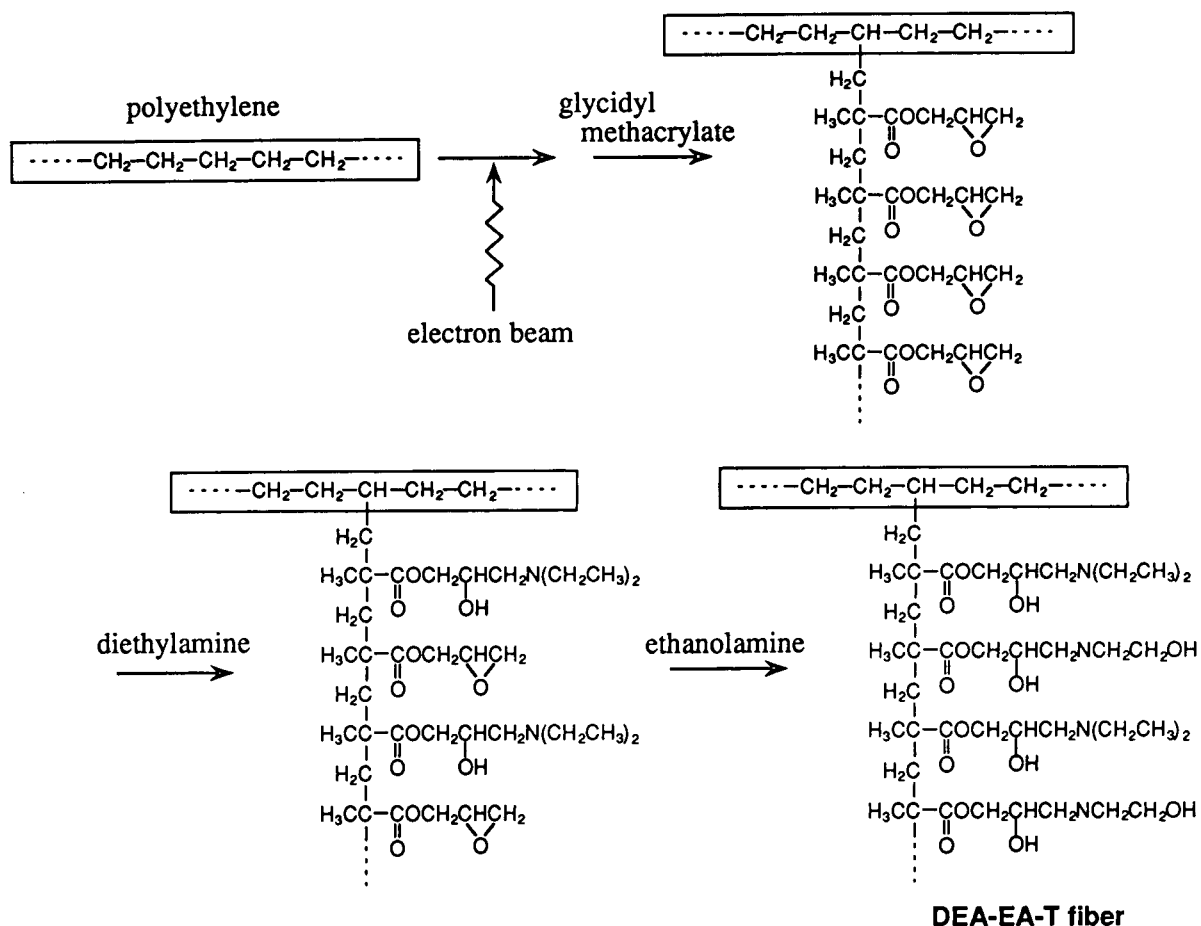 polyethylene
·····—CH₂—CH₂—CH₂—CH₂—CH₂—·····
electron beam
glycidyl
methacrylate
·····—CH₂—CH₂—CH—CH₂—CH₂—·····
H₂C
H₃CC—COCH₂CHCH₂
O O
H₂C
H₃CC—COCH₂CHCH₂
O O
H₂C
H₃CC—COCH₂CHCH₂
O O
H₂C
H₃CC—COCH₂CHCH₂
O O
diethylamine
·····—CH₂—CH₂—CH—CH₂—CH₂—·····
H₂C
H₃CC—COCH₂CHCH₂N(CH₂CH₃)₂
O OH
H₂C
H₃CC—COCH₂CHCH₂
O O
H₂C
H₃CC—COCH₂CHCH₂N(CH₂CH₃)₂
O OH
H₂C
H₃CC—COCH₂CHCH₂
O O
ethanolamine
·····—CH₂—CH₂—CH—CH₂—CH₂—·····
H₂C
H₃CC—COCH₂CHCH₂N(CH₂CH₃)₂
O OH
H₂C
H₃CC—COCH₂CHCH₂NCH₂CH₂OH
O OH
H₂C
H₃CC—COCH₂CHCH₂N(CH₂CH₃)₂
O OH
H₂C
H₃CC—COCH₂CHCH₂NCH₂CH₂OH
O OH
DEA-EA-T fiber